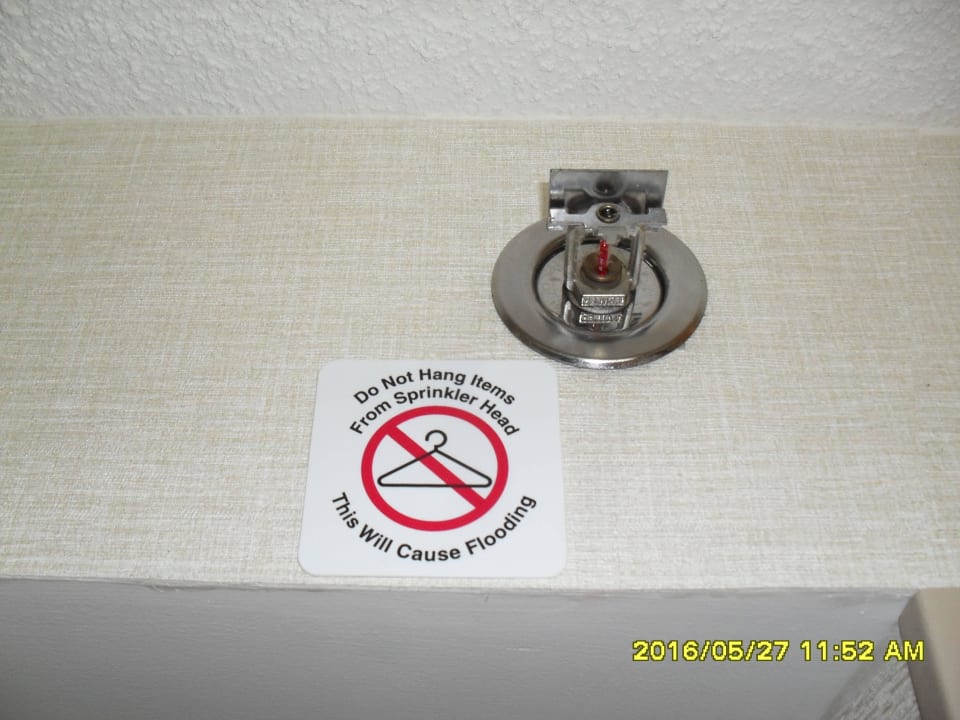 Do Not Hang Items
From Sprinkler Head
This Will Cause Flooding
2016/05/27 11:52 AM